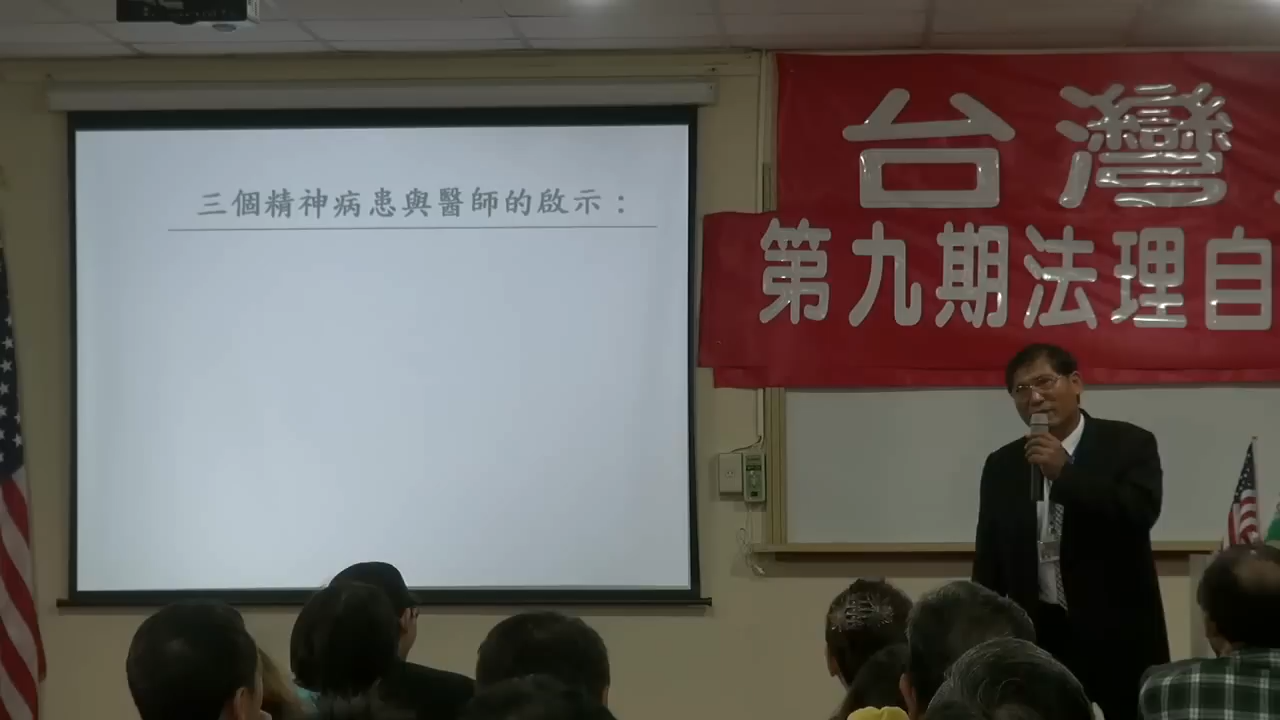 三個精神病患與醫師的啟示：
台灣
第九期法理自